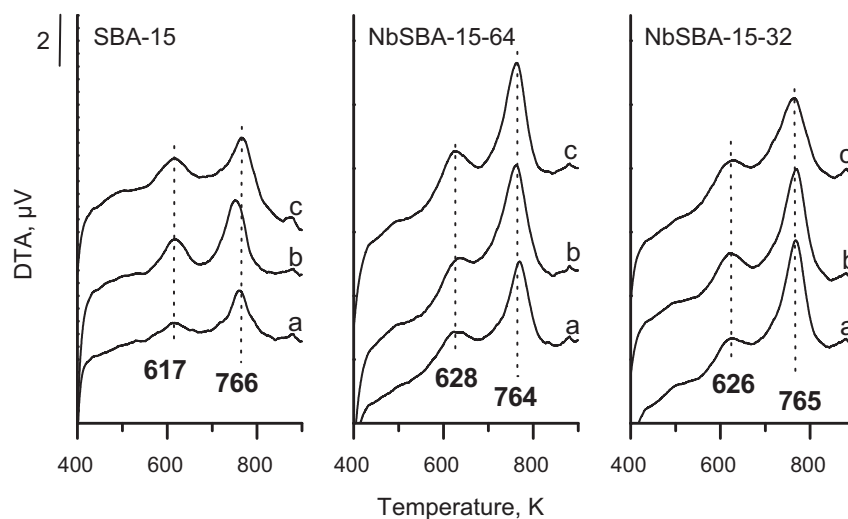 2
SBA-15
NbSBA-15-64
NbSBA-15-32
DTA, μV
c
b
a
c
b
a
c
b
a
617
766
628
764
626
765
400
600
800
400
600
800
400
600
800
Temperature, K